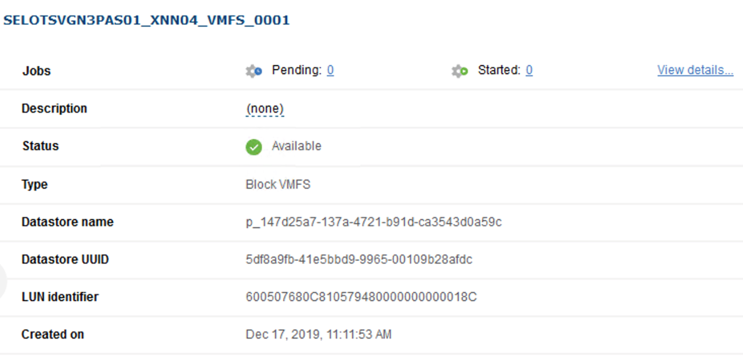 SELOTSVGN3PAS01_XNN04_VMFS_0001
Jobs Pending: 0 Started: 0 View details...
Description (none)
Status Available
Type Block VMFS
Datastore name p_147d25a7-137a-4721-b91d-ca3543d0a59c
Datastore UUID 5df8a9fb-41e5bbd9-9965-00109b28afdc
LUN identifier 600507680C810579480000000000018C
Created on Dec 17, 2019, 11:11:53 AM